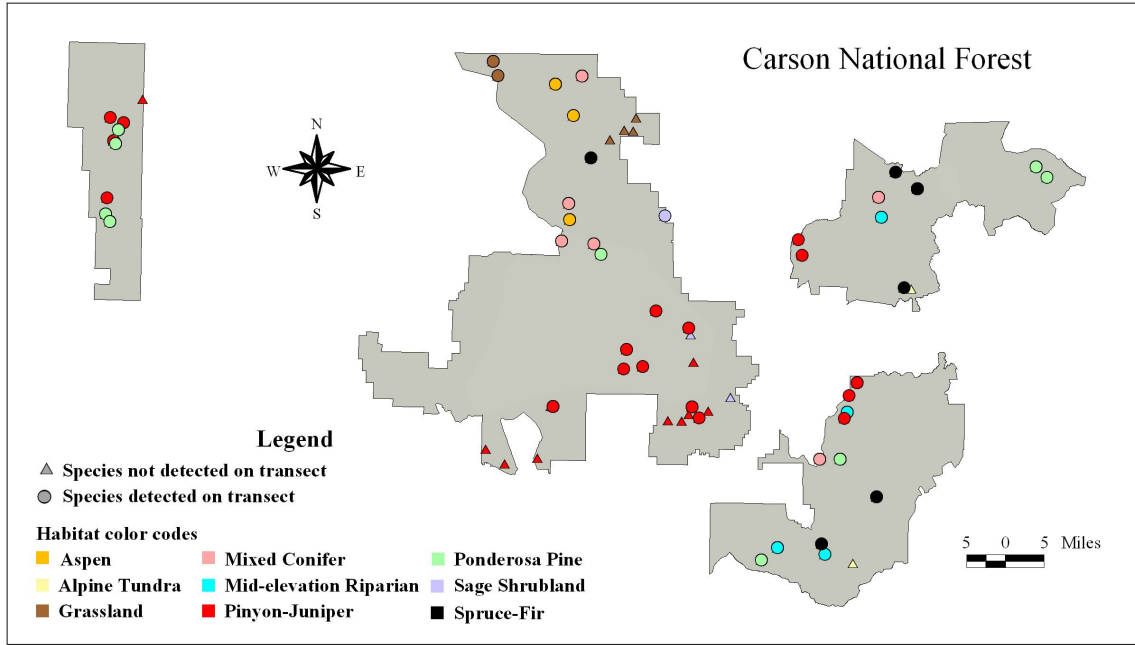 Carson National Forest
N
W E
S
Legend
Species not detected on transect
Species detected on transect
Habitat color codes
Aspen Mixed Conifer Ponderosa Pine
Alpine Tundra Mid-elevation Riparian Sage Shrubland
Grassland Pinyon-Juniper Spruce-Fir
5 0 5 Miles